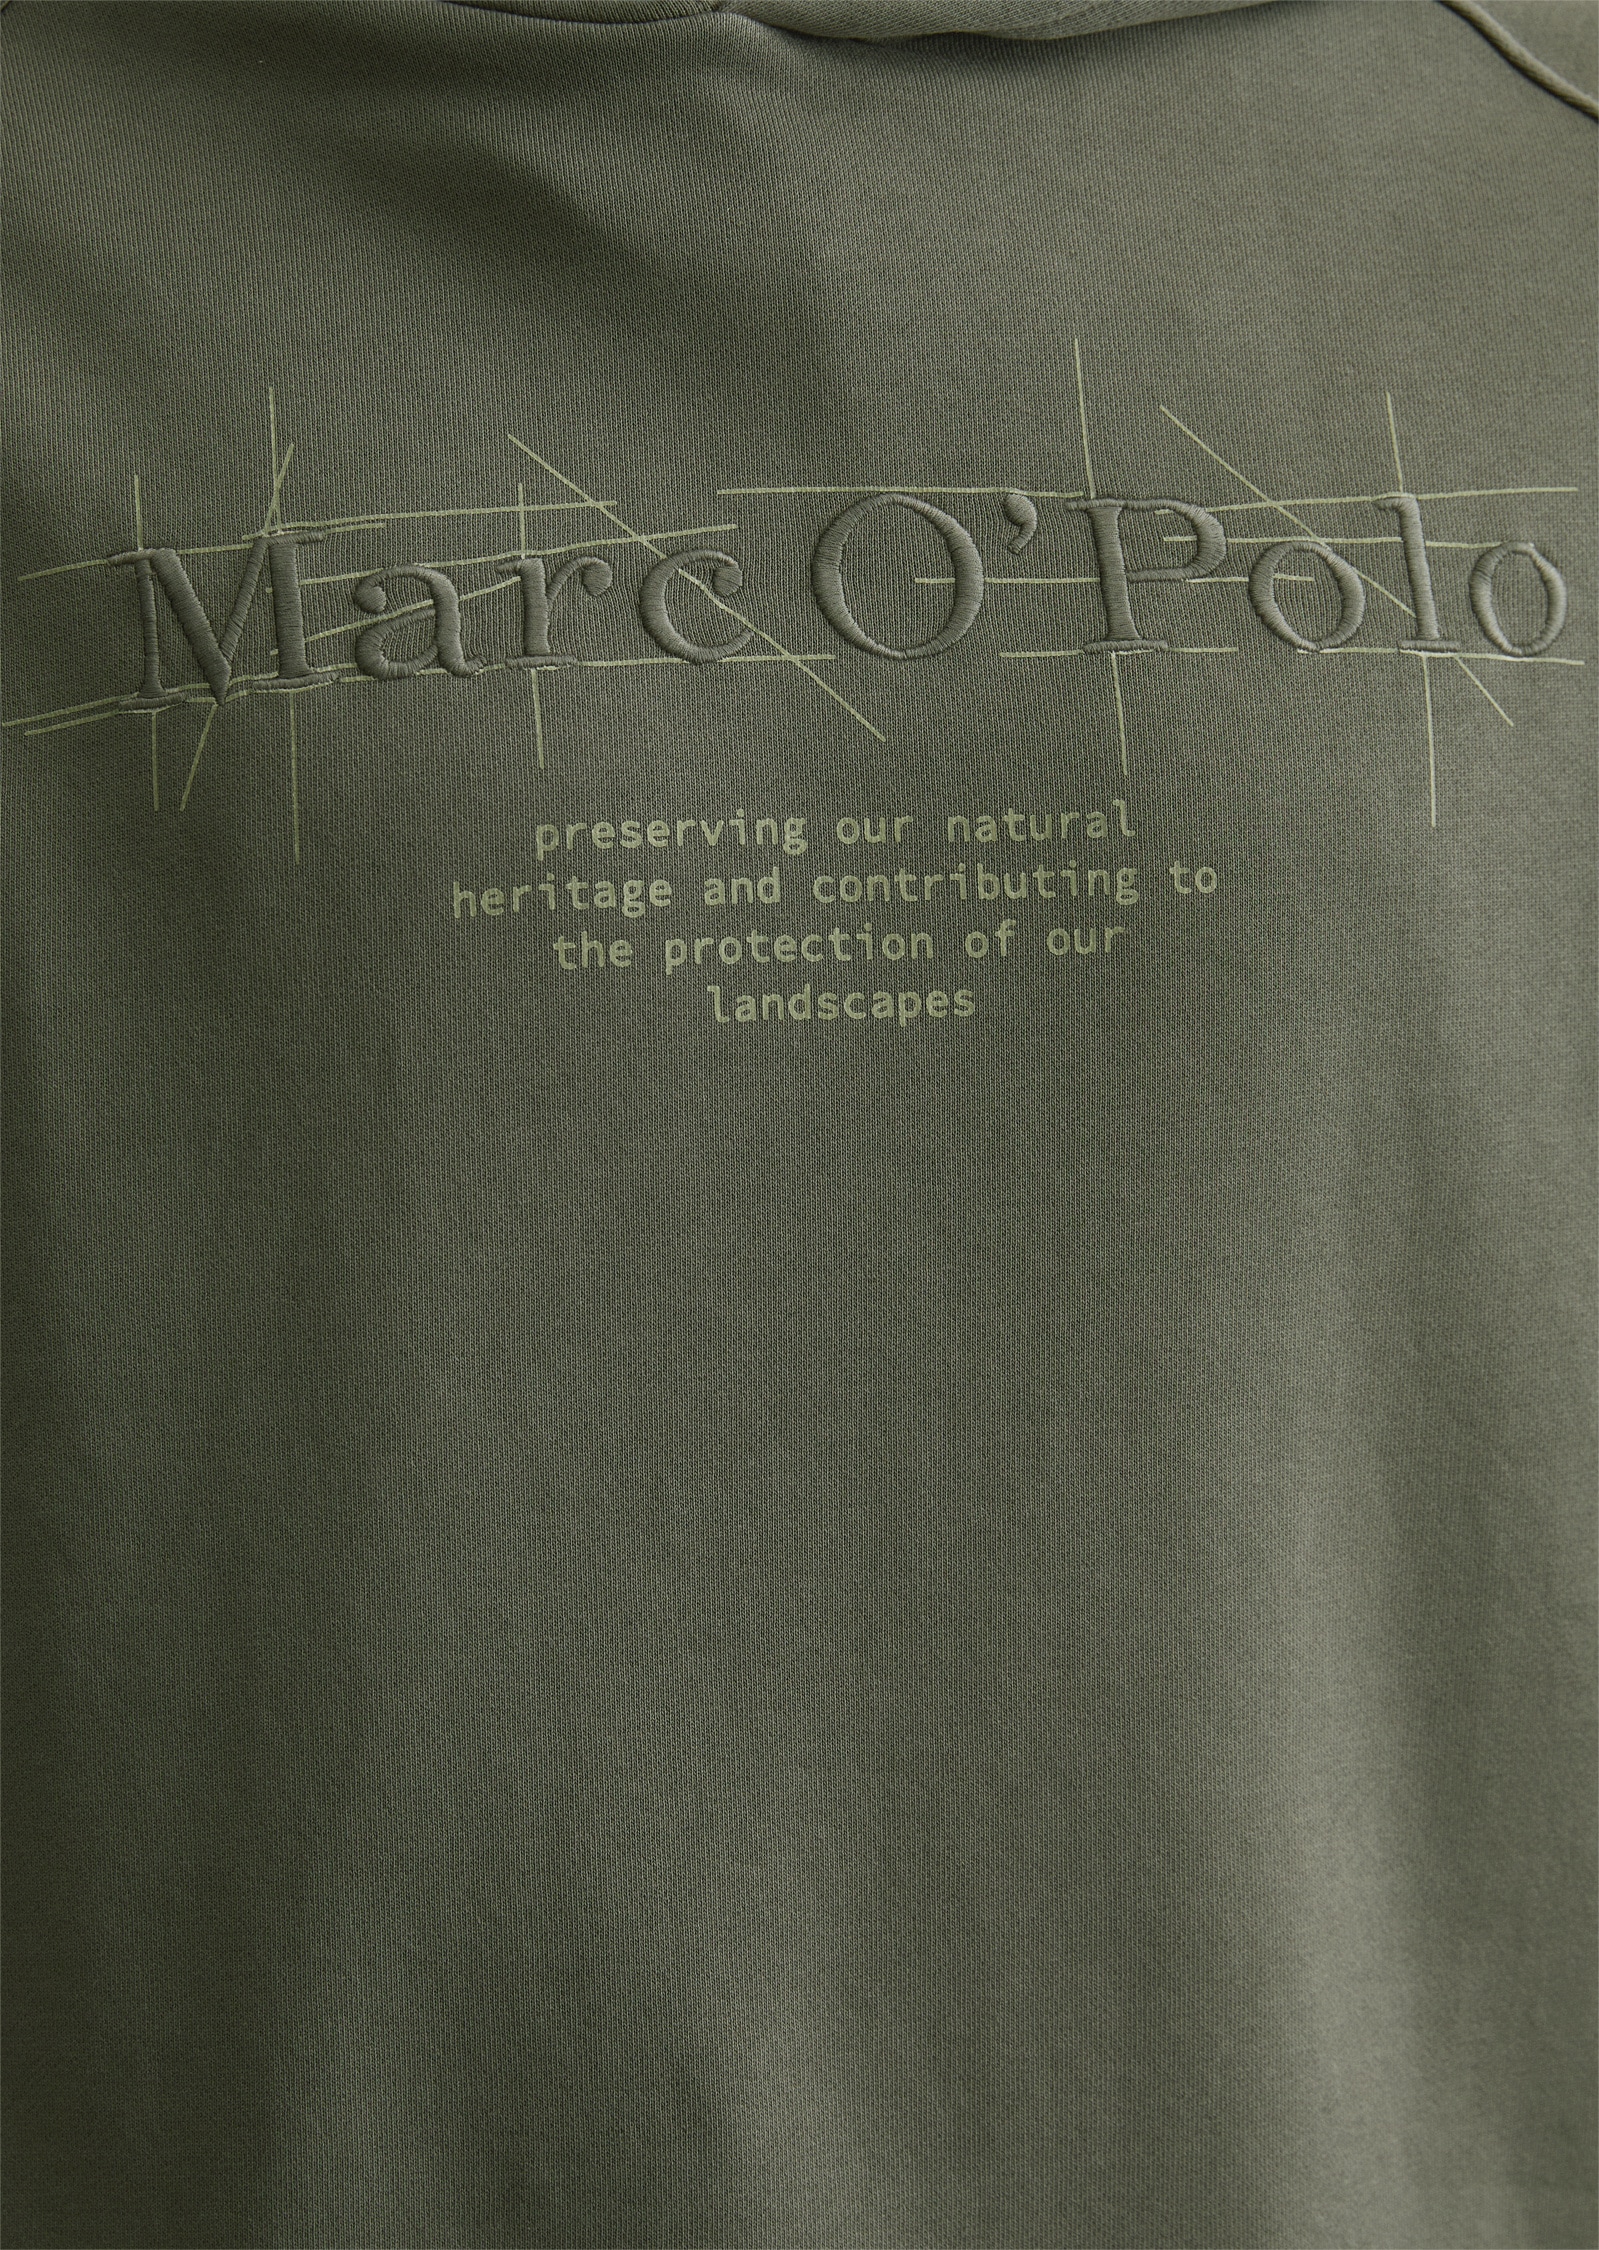 Marc O'Polo
preserving our natural
heritage and contributing to
the protection of our
landscapes